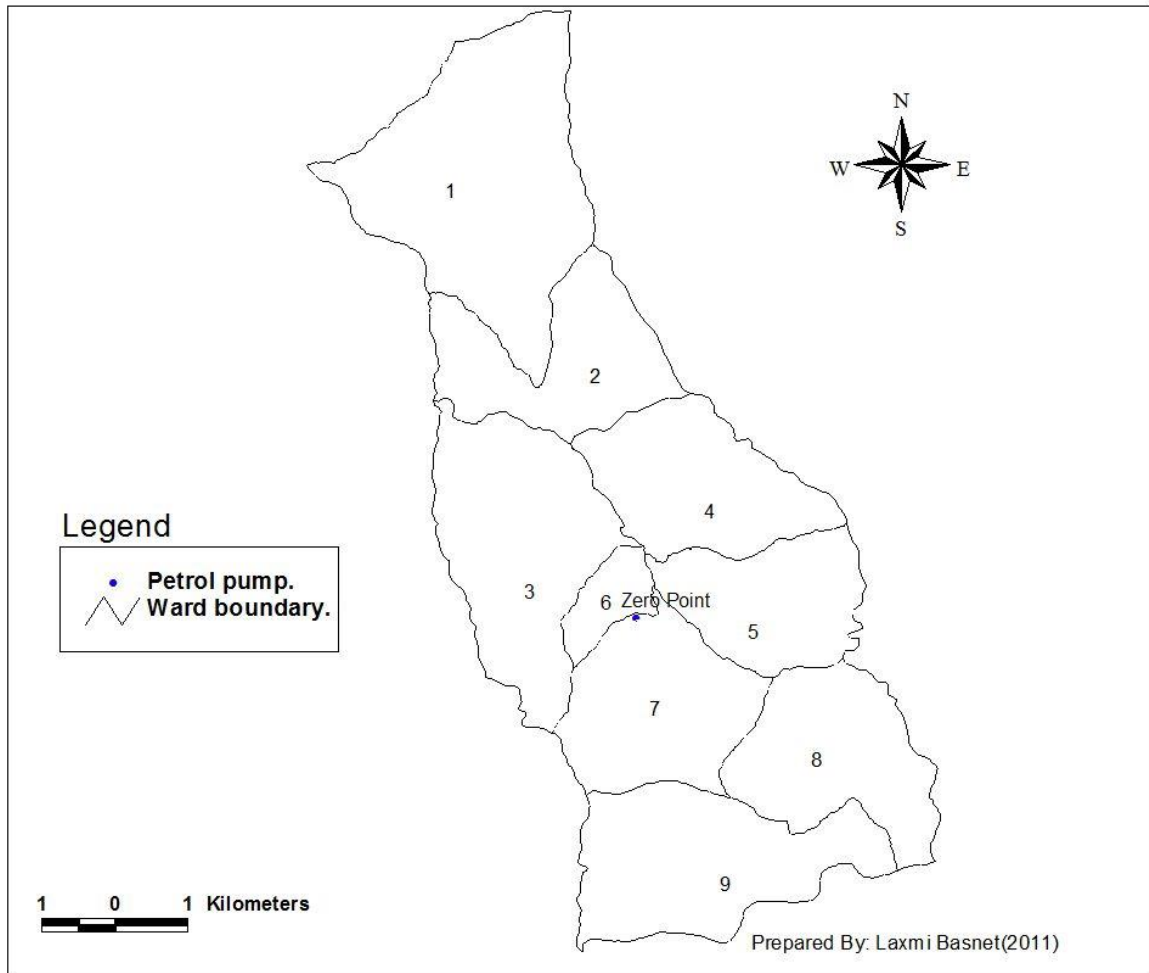 N
W E
S
1
2
4
3
6 Zero Point
5
7
8
9
Legend
Petrol pump.
Ward boundary.
1 0 1 Kilometers
Prepared By: Laxmi Basnet(2011)